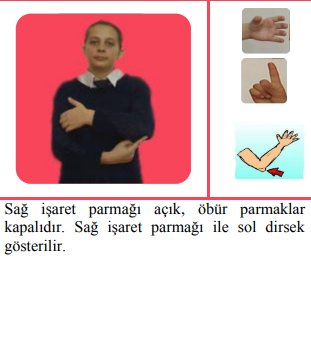 Sağ işaret parmağı açık, öbür parmaklar
kapalıdır. Sağ işaret parmağı ile sol dirsek
gösterilir.